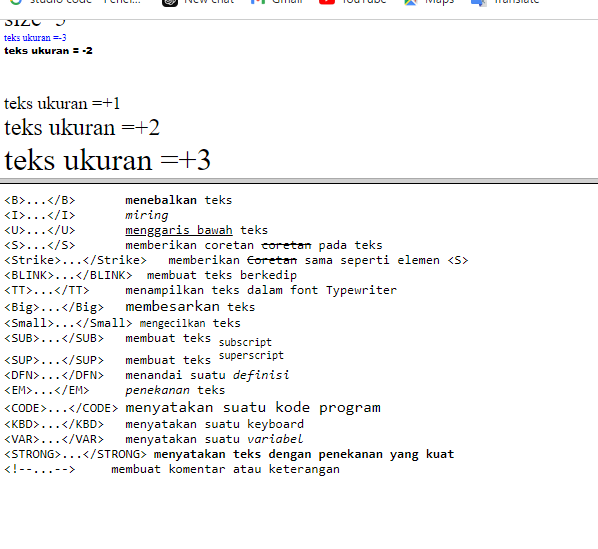 studio code - Penel... New chat Gmail YouTube Maps Translate
size -3
teks ukuran =-3
teks ukuran = -2
teks ukuran =+1
teks ukuran =+2
teks ukuran =+3
<B>...</B> menebalkan teks
<I>...</I> miring
<U>...</U> menggaris bawah teks
<S>...</S> memberikan coretan coretan pada teks
<Strike>...</Strike> memberikan Coretan sama seperti elemen <S>
<BLINK>...</BLINK> membuat teks berkedip
<TT>...</TT> menampilkan teks dalam font Typewriter
<Big>...</Big> membesarkan teks
<Small>...</Small> mengecilkan teks
<SUB>...</SUB> membuat teks subscript
<SUP>...</SUP> membuat teks superscript
<DFN>...</DFN> menandai suatu definisi
<EM>...</EM> penekanan teks
<CODE>...</CODE> menyatakan suatu kode program
<KBD>...</KBD> menyatakan suatu keyboard
<VAR>...</VAR> menyatakan suatu variabel
<STRONG>...</STRONG> menyatakan teks dengan penekanan yang kuat
<!--...--> membuat komentar atau keterangan